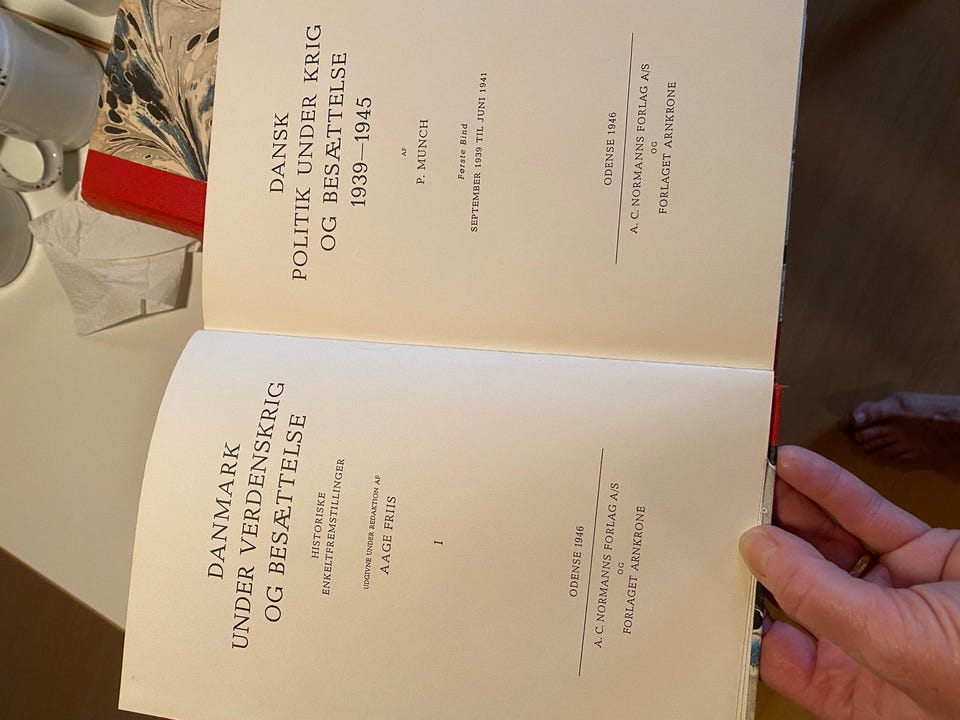 DANMARK
UNDER VERDENSKRIG
OG BESÆTTELSE
HISTORISKE
ENKELTFREMSTILLINGER
UDGIVNE UNDER REDAKTION AF
AAGE FRIIS
I
ODENSE 1946
A. C. NORMANNS FORLAG A/S
OG
FORLAGET ARNKRONE
DANSK
POLITIK UNDER KRIG
OG BESÆTTELSE
1939—1945
AF
P. MUNCH
Første Bind
SEPTEMBER 1939 TIL JUNI 1941
ODENSE 1946
A. C. NORMANNS FORLAG A/S
OG
FORLAGET ARNKRONE